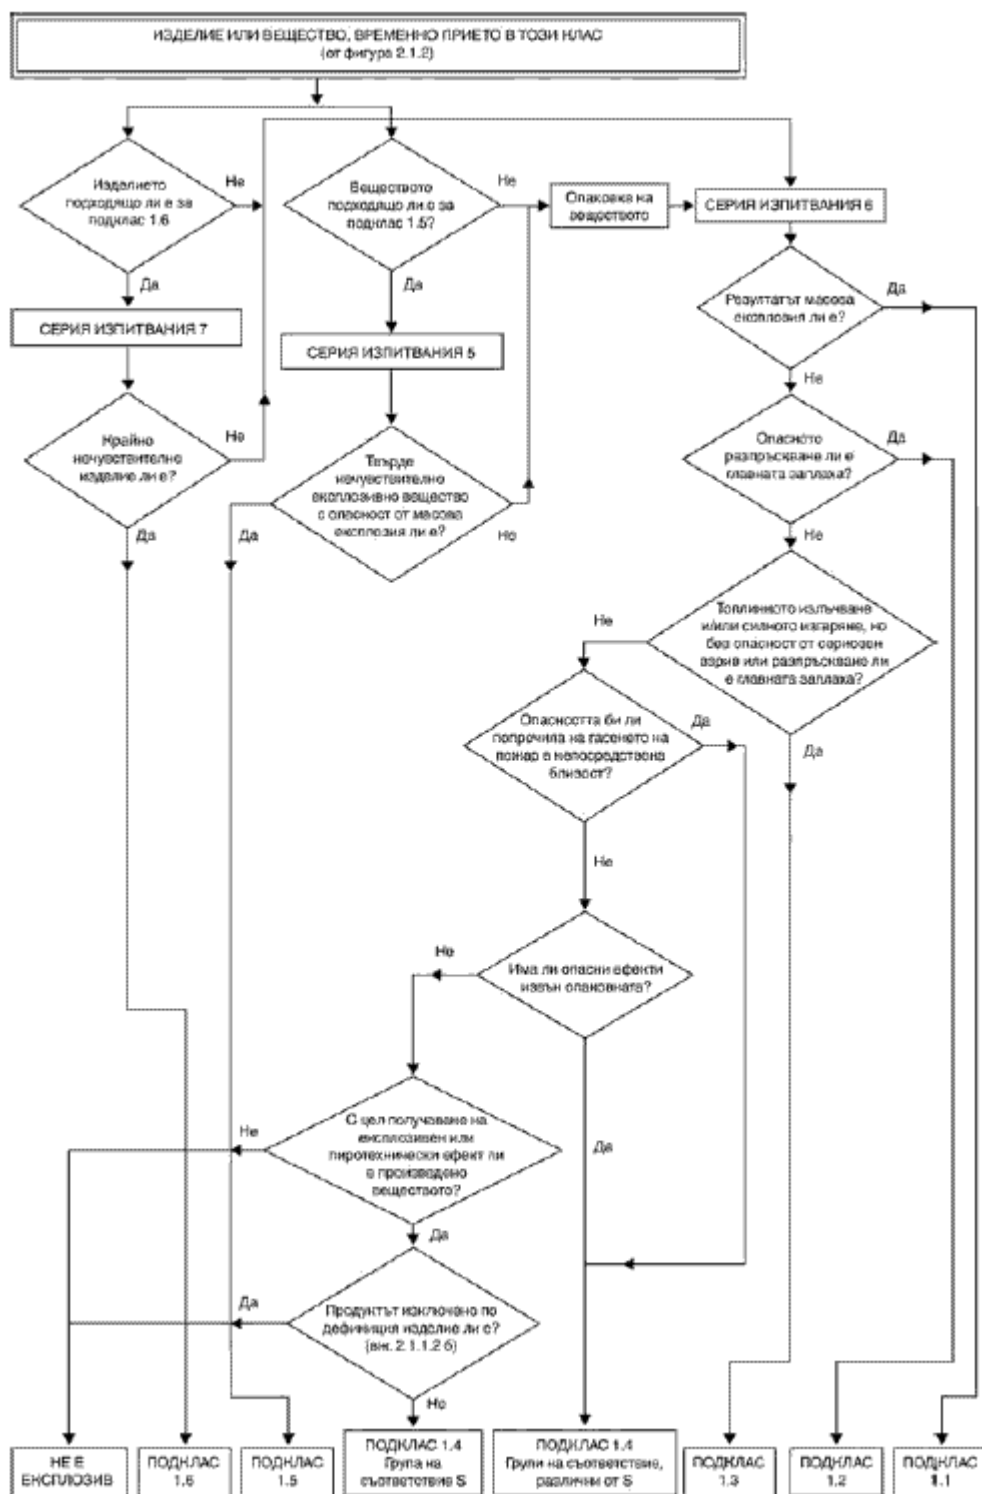 ИЗДЕЛИЕ ИЛИ ВЕЩЕСТВО, ВРЕМЕННО ПРИЕТО В ТОЗИ КЛАС
(от фигура 2.1.2)
Изделието
подходящо ли е за
подклас 1.6
Не
Да
Веществото
подходящо ли е за
подклас 1.5?
Не
Да
Опаковка на
веществото
СЕРИЯ ИЗПИТВАНИЯ 6
СЕРИЯ ИЗПИТВАНИЯ 7
СЕРИЯ ИЗПИТВАНИЯ 5
Резултатът масова
експлозия ли е?
Да
Не
Крайно
нечувствително
изделие ли е?
Не
Да
Твърде
нечувствително
експлозивно вещество
с опасност от масова
експлозия ли е?
Да
Не
Опасното
разпръскване ли е
главната заплаха?
Да
Не
Топлинното излъчване
и/или силното изгаряне, но
без опасност от сериозен
взрив или разпръскване ли
е главната заплаха?
Не
Да
Опасността би ли
попречила на гасенето на
пожар в непосредствена
близост?
Да
Не
Има ли опасни ефекти
извън опаковката?
Не
Да
С цел получаване на
експлозивен или
пиротехнически ефект ли
е произведено
веществото?
Не
Да
Продуктът изключено по
дефиниция изделие ли е?
(вж. 2.1.1.2 б)
Да
Не
НЕ Е
ЕКСПЛОЗИВ
ПОДКЛАС
1.6
ПОДКЛАС
1.5
ПОДКЛАС 1.4
Група на
съответствие S
ПОДКЛАС 1.4
Групи на съответствие,
различни от S
ПОДКЛАС
1.3
ПОДКЛАС
1.2
ПОДКЛАС
1.1